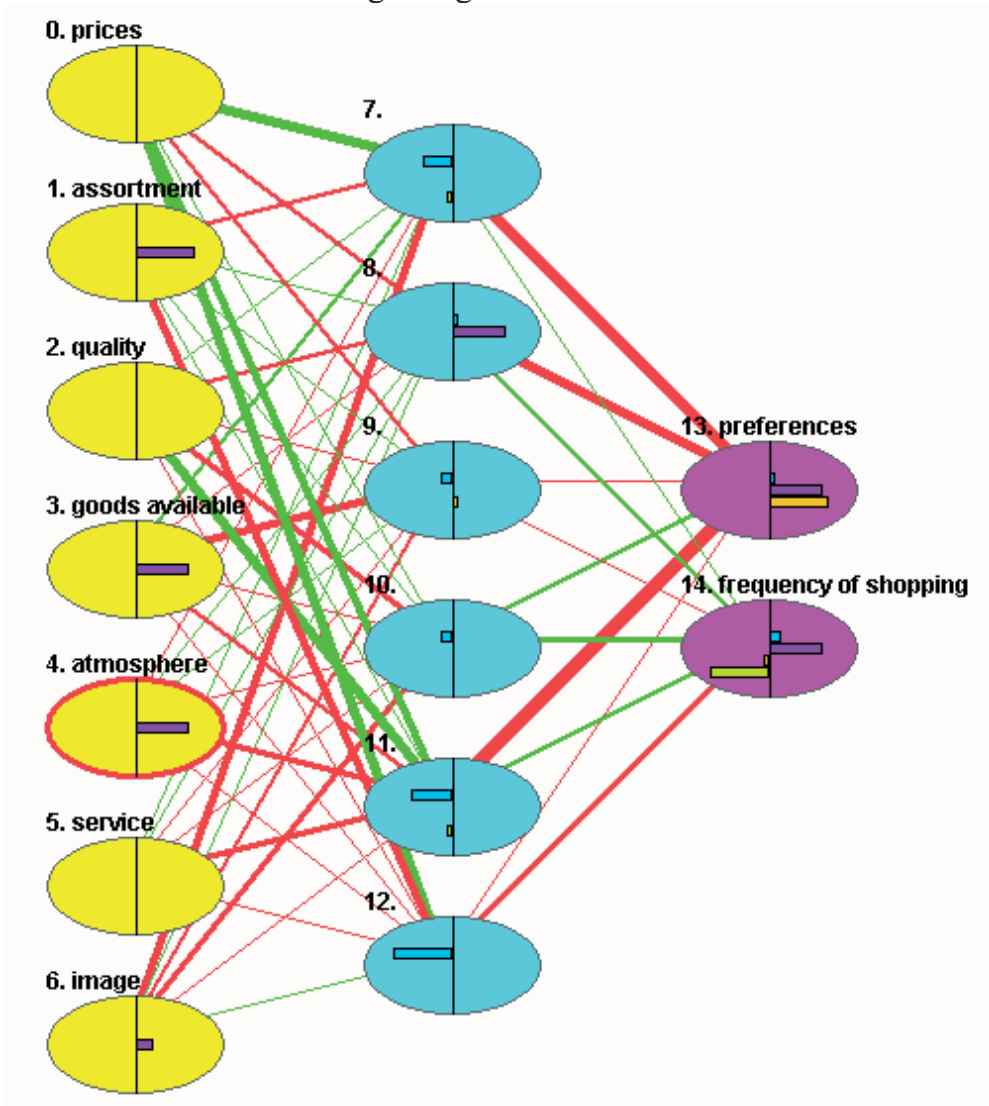 0. prices
1. assortment
2. quality
3. goods available
4. atmosphere
5. service
6. image
7.
8.
9.
10.
11.
12.
13. preferences
14. frequency of shopping